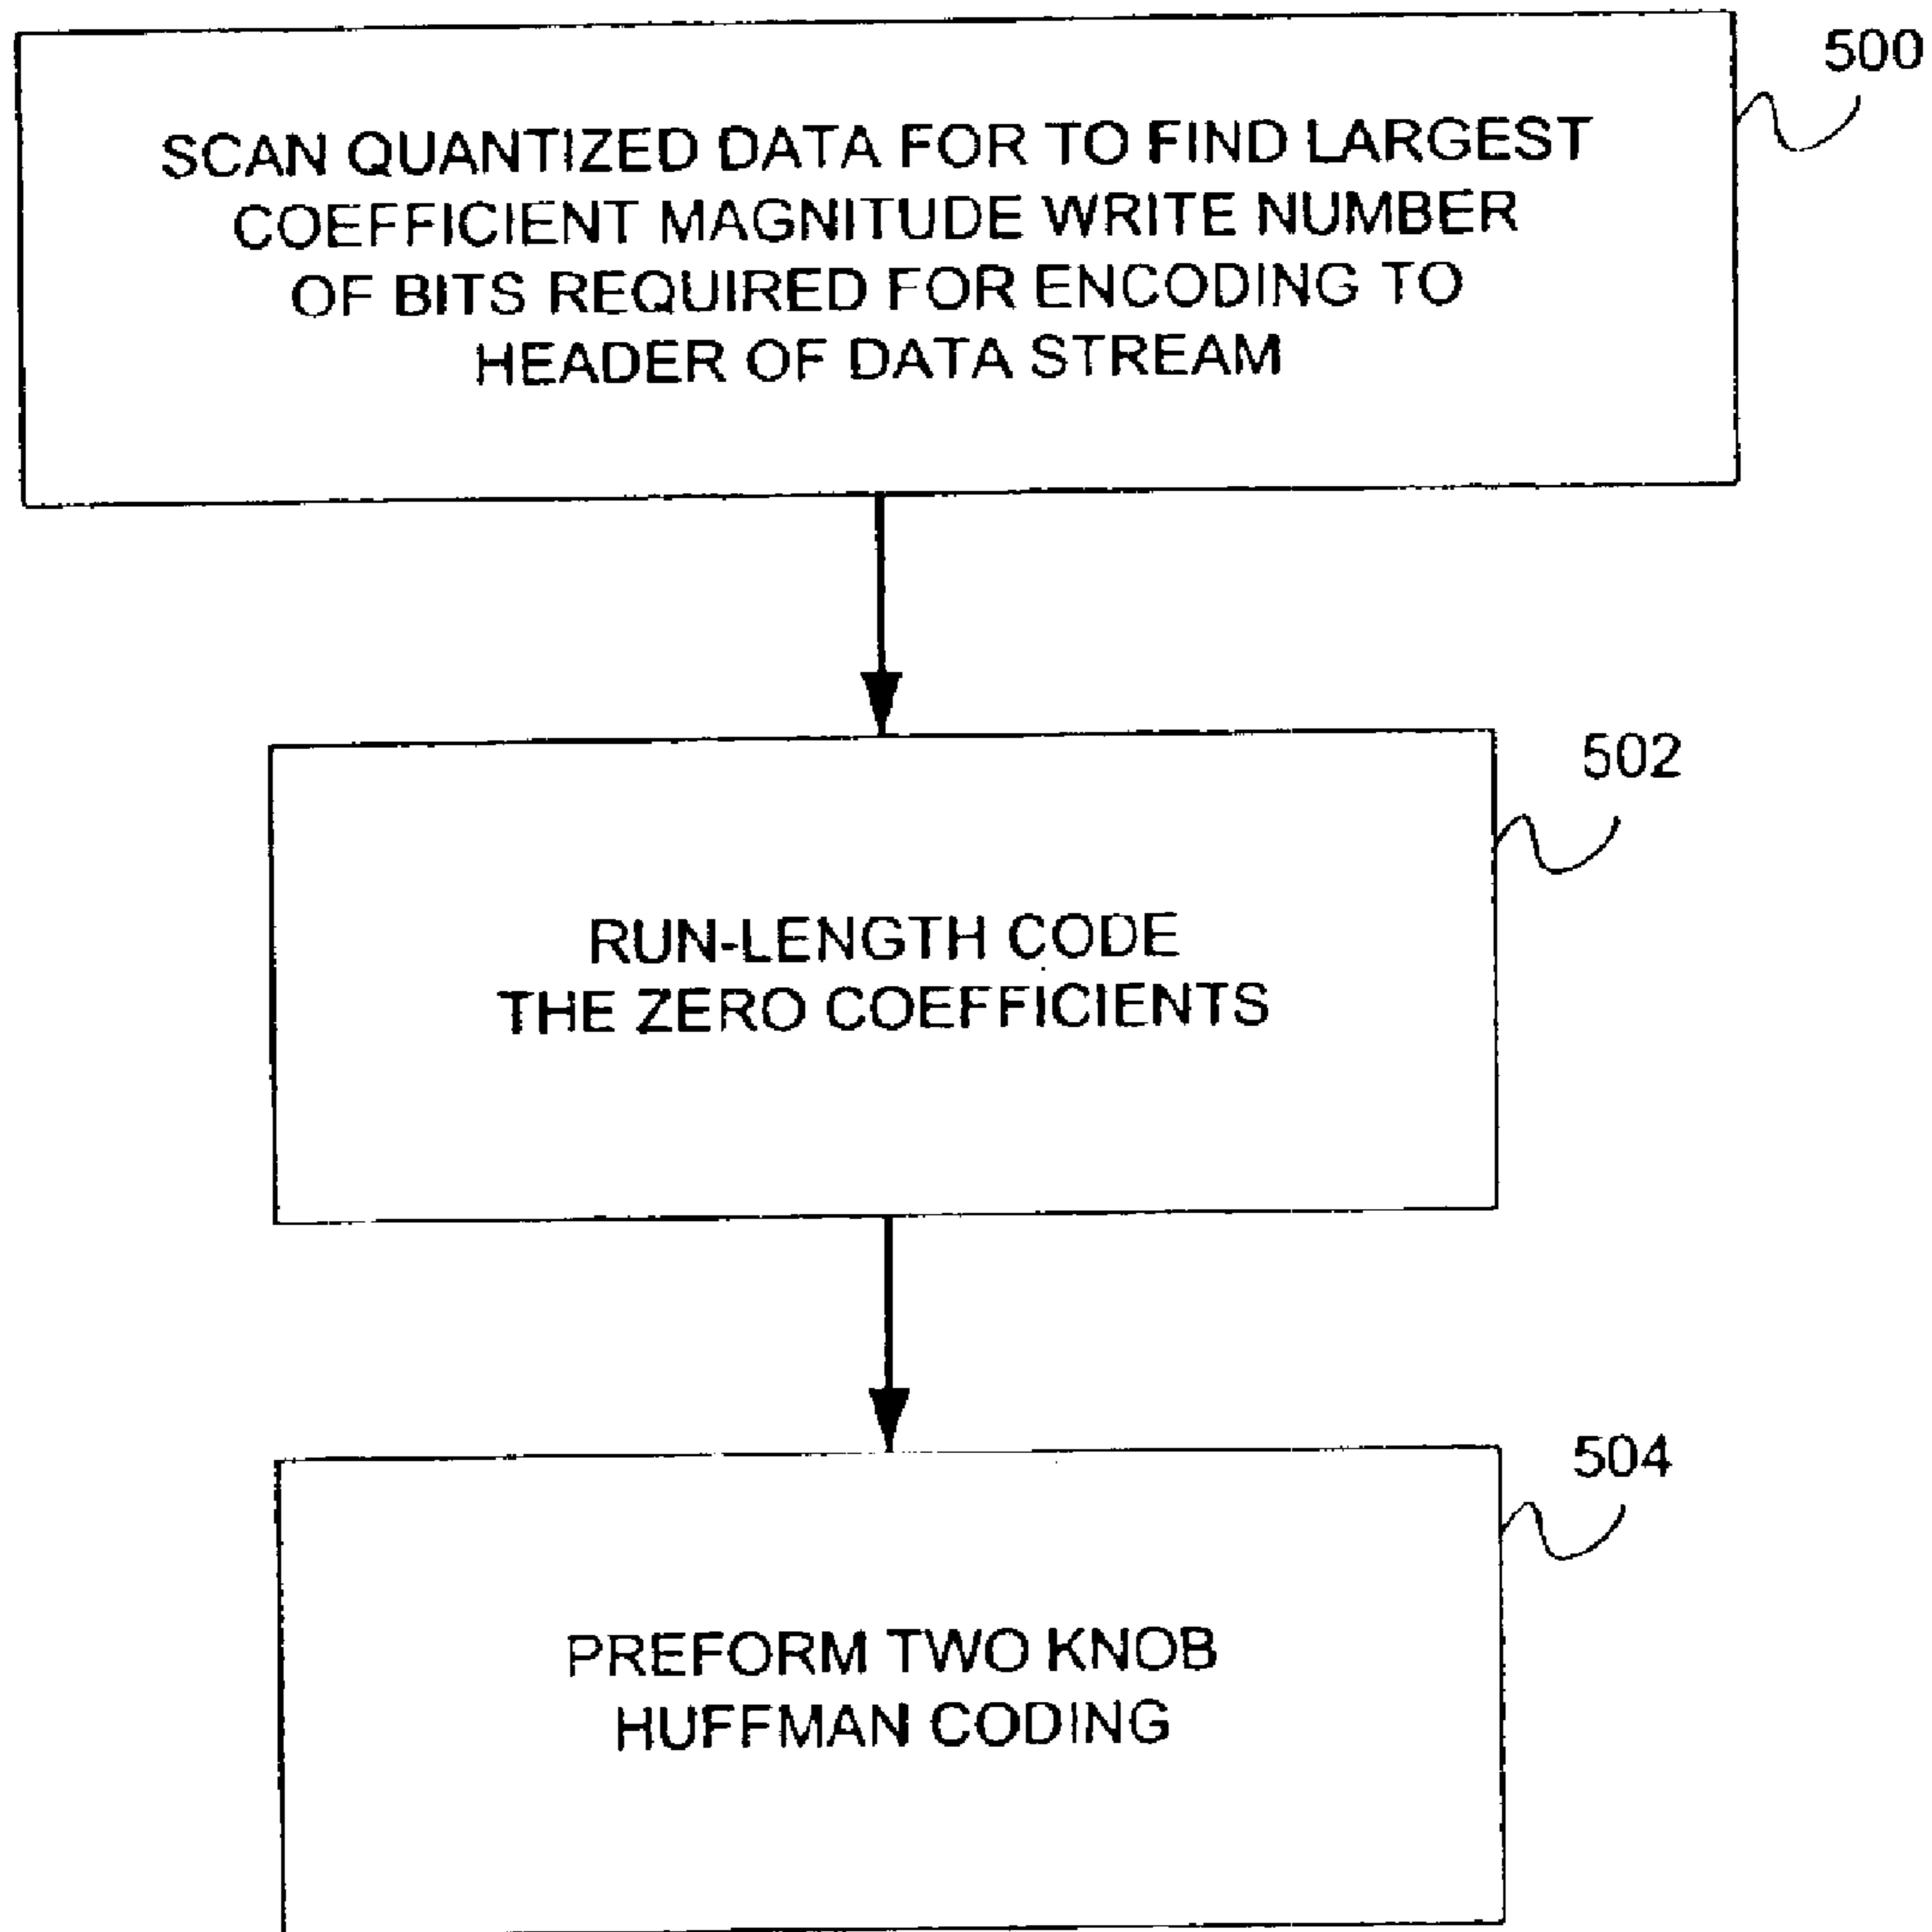 500
SCAN QUANTIZED DATA FOR TO FIND LARGEST
COEFFICIENT MAGNITUDE WRITE NUMBER
OF BITS REQUIRED FOR ENCODING TO
HEADER OF DATA STREAM
502
RUN-LENGTH CODE
THE ZERO COEFFICIENTS
504
PREFORM TWO KNOB
HUFFMAN CODING